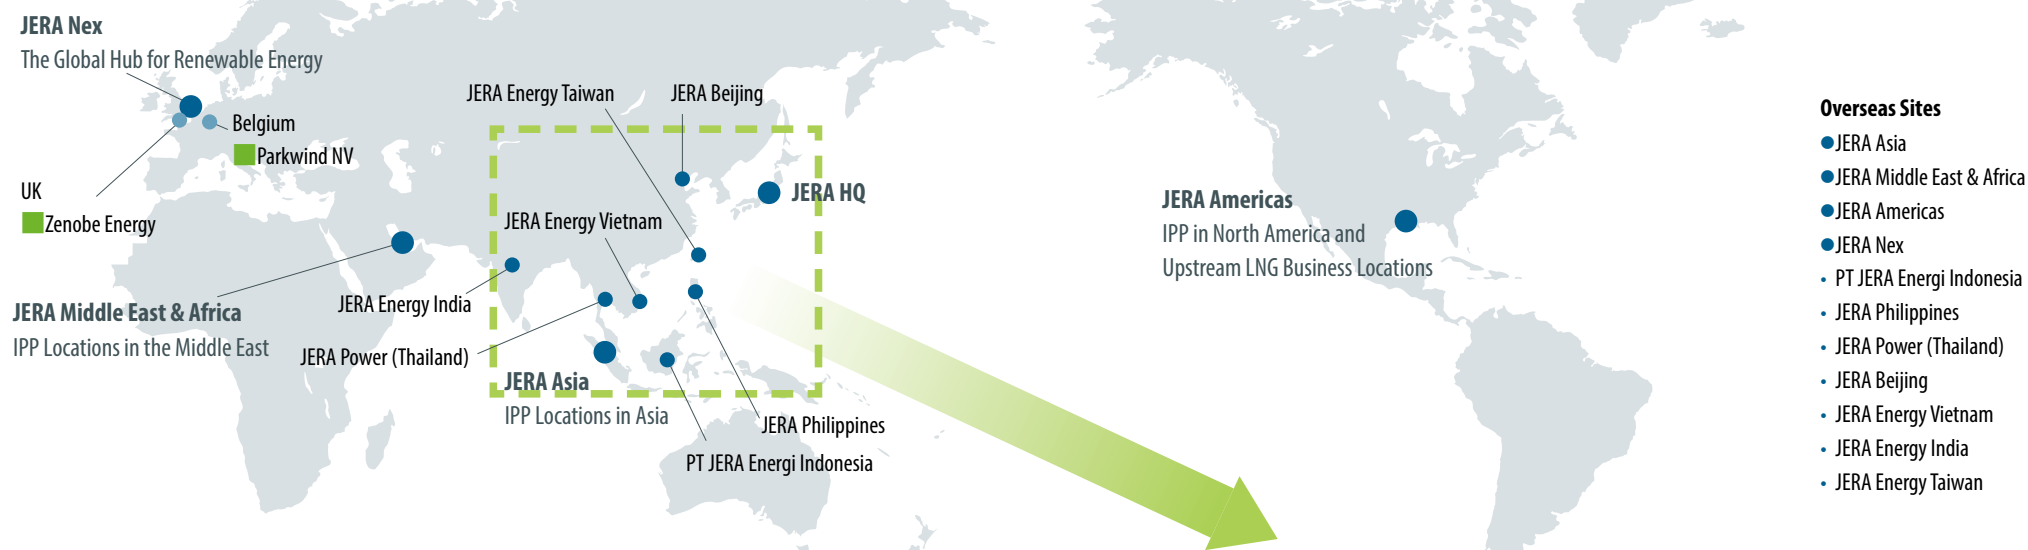 JERA Nex
The Global Hub for Renewable Energy
Belgium
Parkwind NV
UK
Zenobe Energy
JERA Middle East & Africa
IPP Locations in the Middle East
JERA Energy Taiwan
JERA Beijing
JERA HQ
JERA Energy Vietnam
JERA Energy India
JERA Power (Thailand)
JERA Asia
IPP Locations in Asia
JERA Philippines
PT JERA Energi Indonesia
JERA Americas
IPP in North America and
Upstream LNG Business Locations
Overseas Sites
●JERA Asia
●JERA Middle East & Africa
●JERA Americas
●JERA Nex
• PT JERA Energi Indonesia
• JERA Philippines
• JERA Power (Thailand)
• JERA Beijing
• JERA Energy Vietnam
• JERA Energy India
• JERA Energy Taiwan